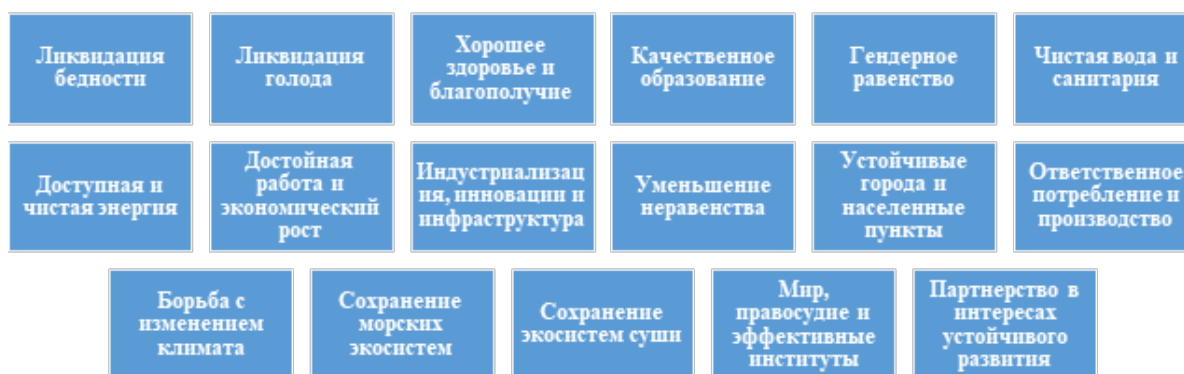 Ликвидация
бедности
Ликвидация
голода
Хорошее
здоровье и
благополучие
Качественное
образование
Гендерное
равенство
Чистая вода и
санитария
Доступная и
чистая энергия
Достойная
работа и
экономический
рост
Индустриализац
ия, инновации и
инфраструктура
Уменьшение
неравенства
Устойчивые
города и
населенные
пункты
Ответственное
потребление и
производство
Борьба с
изменением
климата
Сохранение
морских
экосистем
Сохранение
экосистем суши
Мир,
правосудие и
эффективные
институты
Партнерство в
интересах
устойчивого
развития